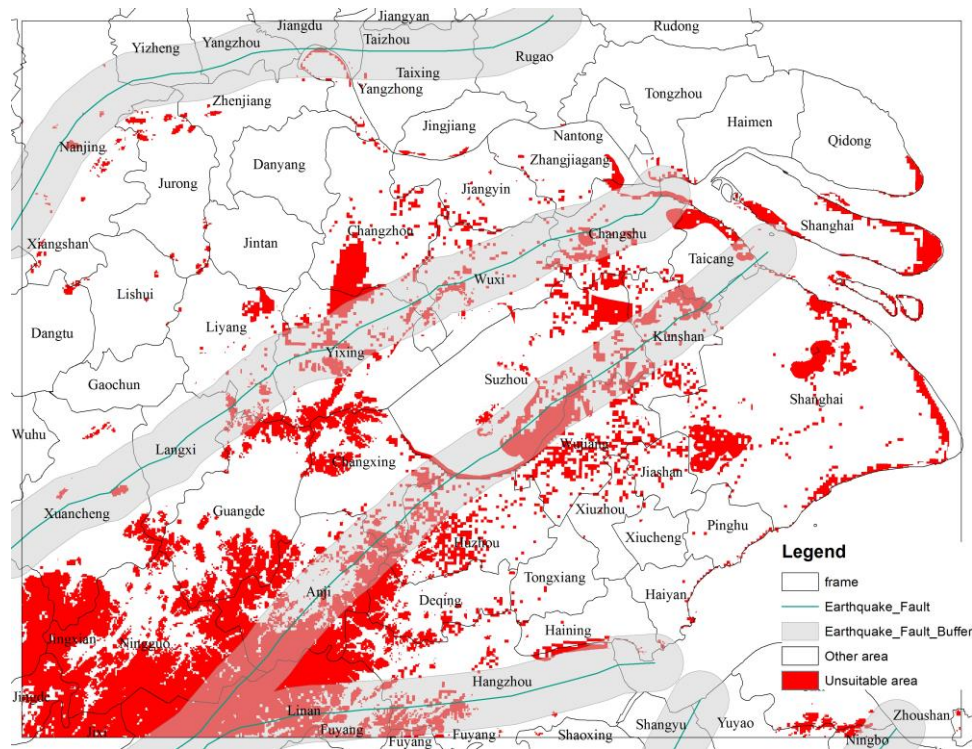 Jiangdu
Jiangyan
Rudong
Yizheng
Yangzhou
Taizhou
Rugao
Taixing
Yangzhong
Zhenjiang
Tongzhou
Haimen
Jingjiang
Nantong
Qidong
Nanjing
Danyang
Zhangjiagang
Jurong
Jiangyin
Xiangshan
Jintan
Changzhou
Changshu
Shanghai
Taicang
Lishui
Wuxi
Dangtu
Liyang
Kunshan
Yixing
Gaochun
Suzhou
Shanghai
Wuhu
Langxi
Wujiang
Changxing
Jiashan
Xuancheng
Guangde
Xiuzhou
Pinghu
Xiucheng
Huzhou
Legend
frame
Tongxiang
Anji
Deqing
Haiyan
Earthquake_Fault
Earthquake_Fault_Buffer
Jingxian
Ningguo
Haining
Other area
Hangzhou
Unsuitable area
Jingde
Linan
Jixi
Fuyang
Fuyang
Fuyang
Shaoxing
Shangyu
Yuyao
Zhoushan
Ningbo